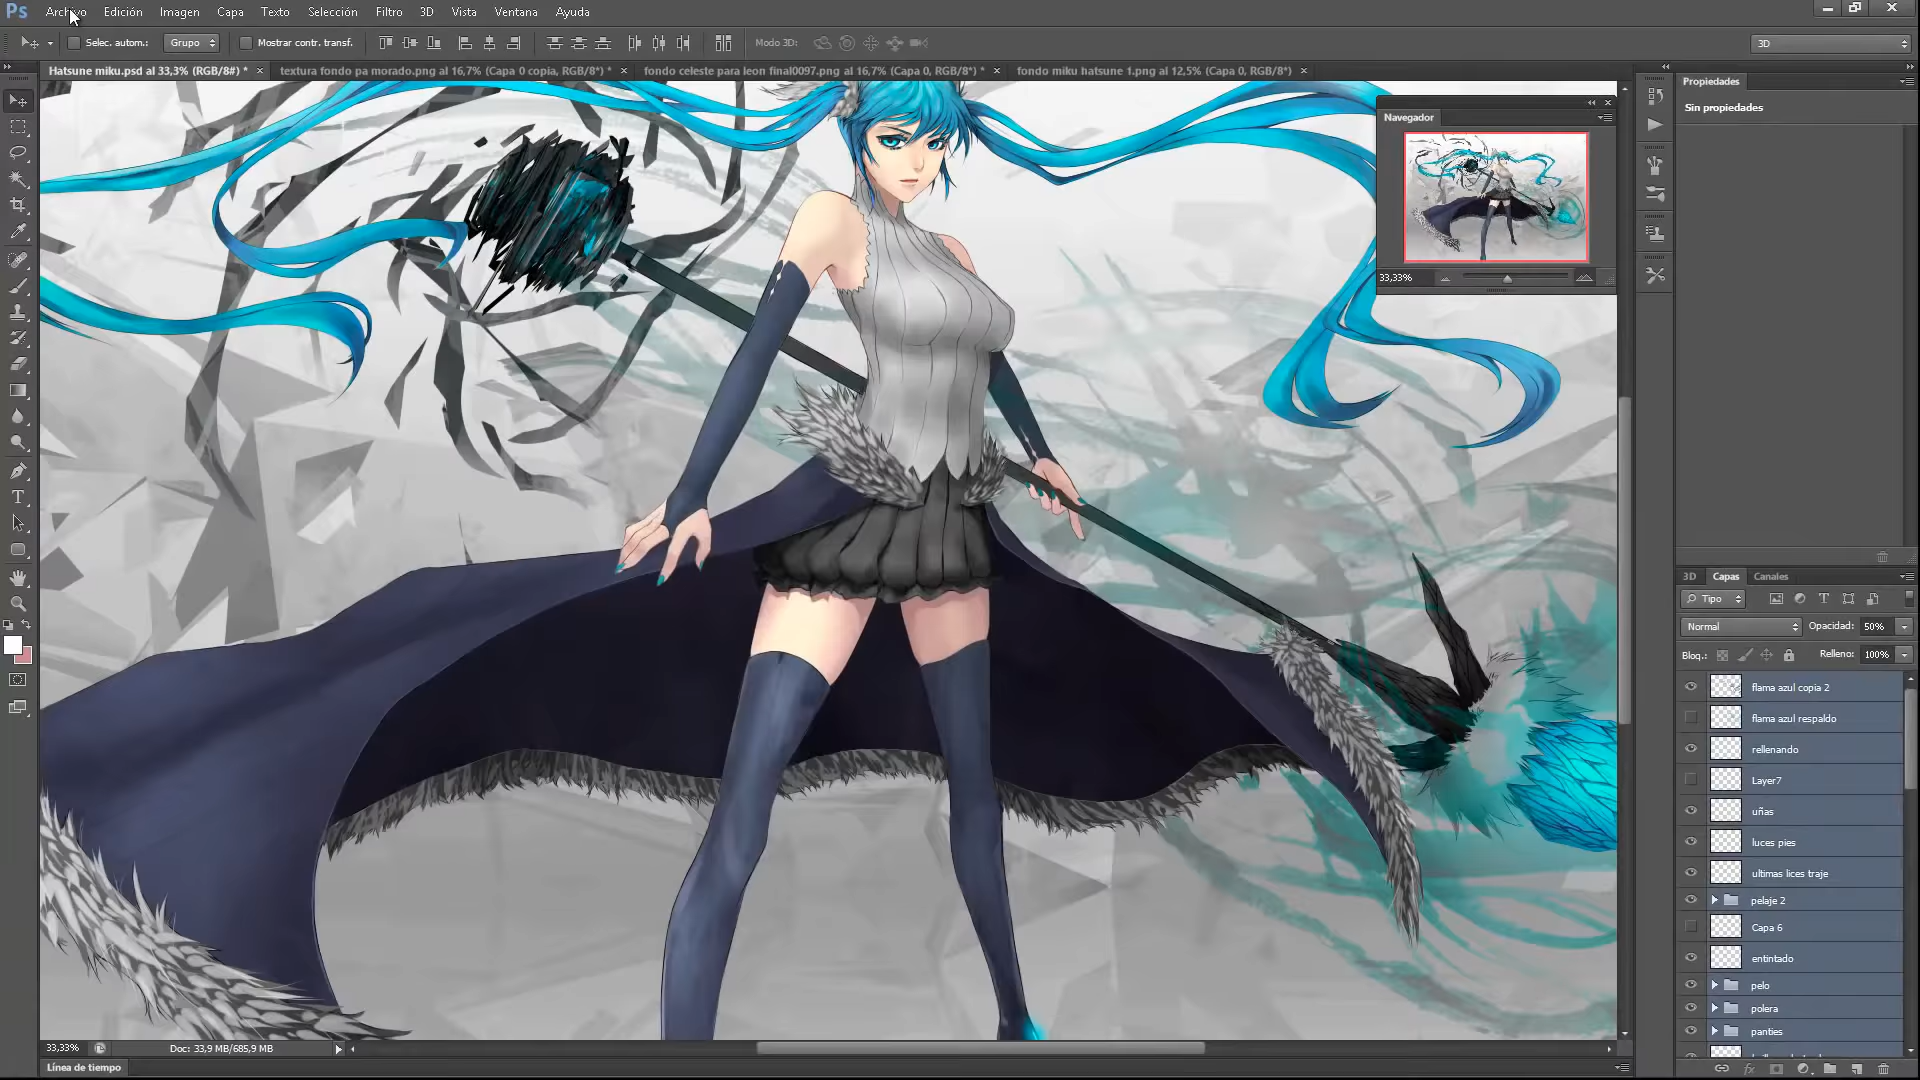 Ps Archivo Edición Imagen Capa Texto Selección Filtro 3D Vista Ventana Ayuda
Selec. autom.: Grupo Mostrar contr. transf. Modo 3D: 3D
Hatsune miku.psd al 33,3% (RGB/8#) * × textura fondo pa morado.png al 16,7% (Capa 0 copia, RGB/8*) * × fondo celeste para leon final0097.png al 16,7% (Capa 0, RGB/8*) * × fondo miku hatsune 1.png al 12,5% (Capa 0, RGB/8*) ×
Propiedades
Sin propiedades
Navegador
33,33%
3D Capas Canales
Tipo
Normal Opacidad: 50%
Bloq.: Relleno: 100%
flama azul copia 2
flama azul respaldo
rellenando
Layer7
uñas
luces pies
ultimas lices traje
pelaje 2
Capa 6
entintado
pelo
polera
panties
33,33% Doc: 33,9 MB/685,9 MB
Línea de tiempo